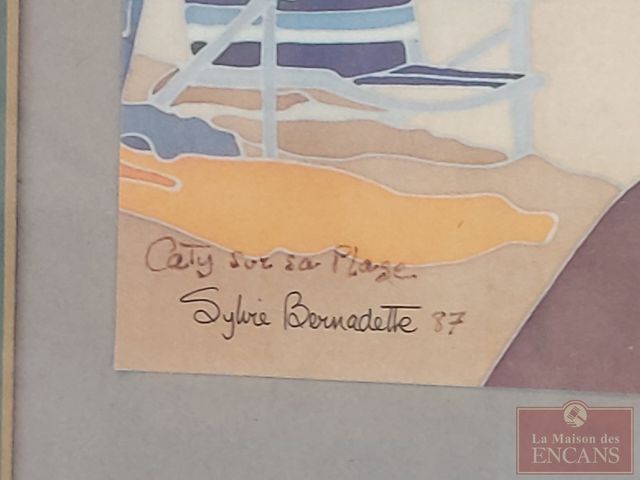 Caty sur sa Plage
Sylvie Bernadette 87
La Maison des
ENCANS